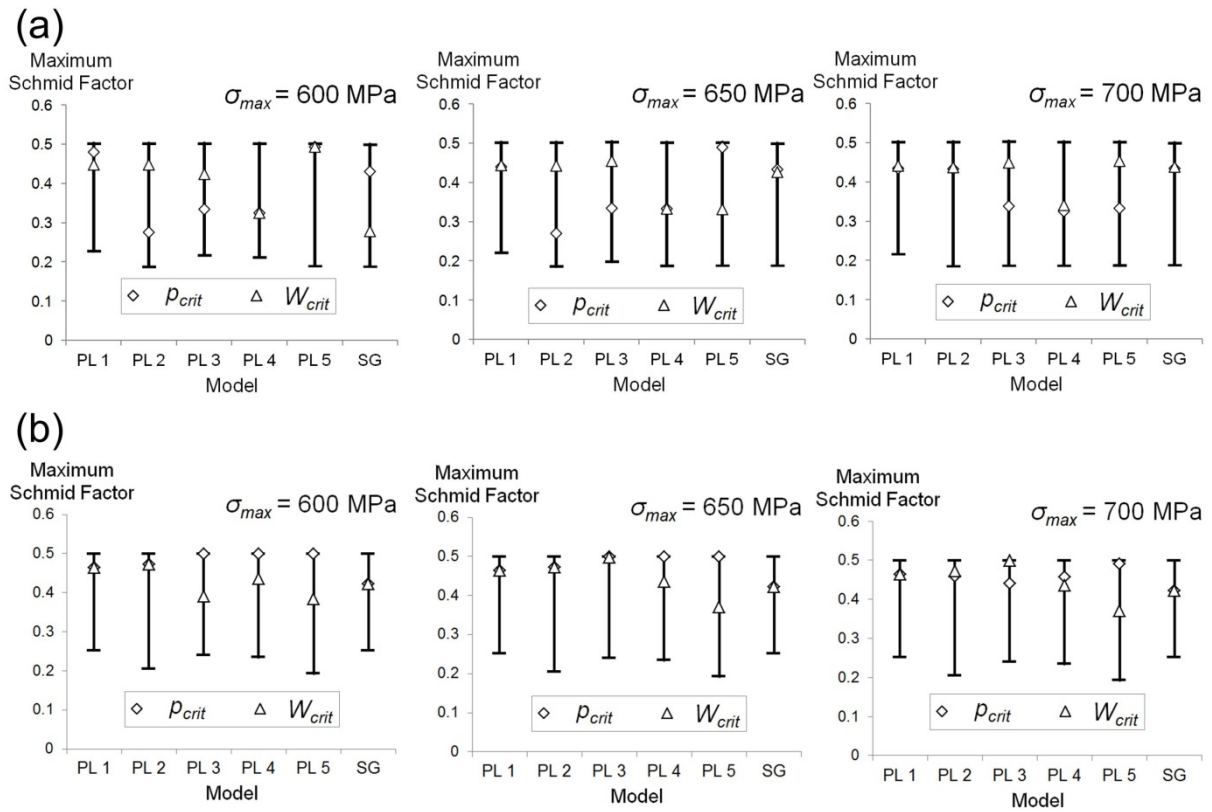 (a)
Maximum
Schmid Factor
σmax = 600 MPa
0.6
0.5
0.4
0.3
0.2
0.1
0
pcrit Wcrit
PL 1 PL 2 PL 3 PL 4 PL 5 SG
Model
Maximum
Schmid Factor
σmax = 650 MPa
0.6
0.5
0.4
0.3
0.2
0.1
0
pcrit Wcrit
PL 1 PL 2 PL 3 PL 4 PL 5 SG
Model
Maximum
Schmid Factor
σmax = 700 MPa
0.6
0.5
0.4
0.3
0.2
0.1
0
pcrit Wcrit
PL 1 PL 2 PL 3 PL 4 PL 5 SG
Model
(b)
Maximum
Schmid Factor
σmax = 600 MPa
0.6
0.5
0.4
0.3
0.2
0.1
0
pcrit Wcrit
PL 1 PL 2 PL 3 PL 4 PL 5 SG
Model
Maximum
Schmid Factor
σmax = 650 MPa
0.6
0.5
0.4
0.3
0.2
0.1
0
pcrit Wcrit
PL 1 PL 2 PL 3 PL 4 PL 5 SG
Model
Maximum
Schmid Factor
σmax = 700 MPa
0.6
0.5
0.4
0.3
0.2
0.1
0
pcrit Wcrit
PL 1 PL 2 PL 3 PL 4 PL 5 SG
Model